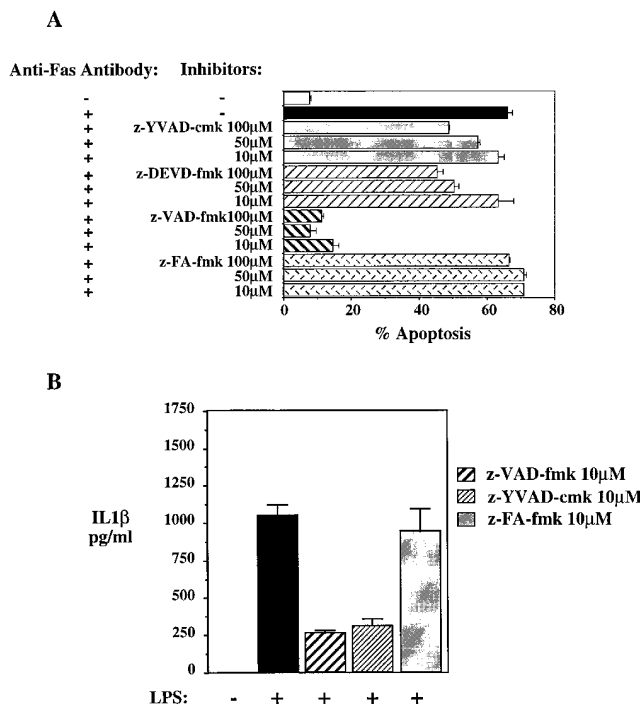 A
Anti-Fas Antibody: Inhibitors:
- -
+ -
+ z-YVAD-cmk 100µM
+ 50µM
+ 10µM
+ z-DEVD-fmk 100µM
+ 50µM
+ 10µM
+ z-VAD-fmk100µM
+ 50µM
+ 10µM
+ z-FA-fmk 100µM
+ 50µM
+ 10µM
0 20 40 60 80
% Apoptosis
B
1750
1500
1250
1000
750
500
250
0
IL1β
pg/ml
z-VAD-fmk 10µM
z-YVAD-cmk 10µM
z-FA-fmk 10µM
LPS: - + + + +